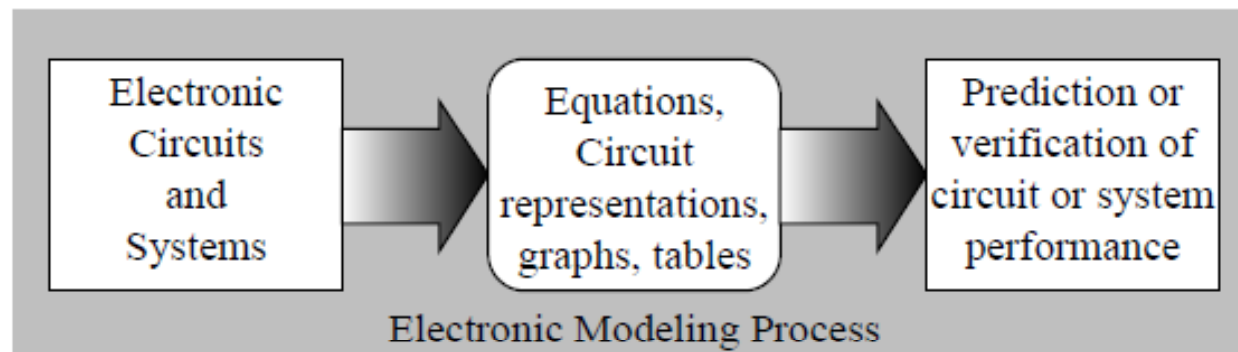 Electronic
Circuits
and
Systems
Equations,
Circuit
representations,
graphs, tables
Prediction or
verification of
circuit or system
performance
Electronic Modeling Process